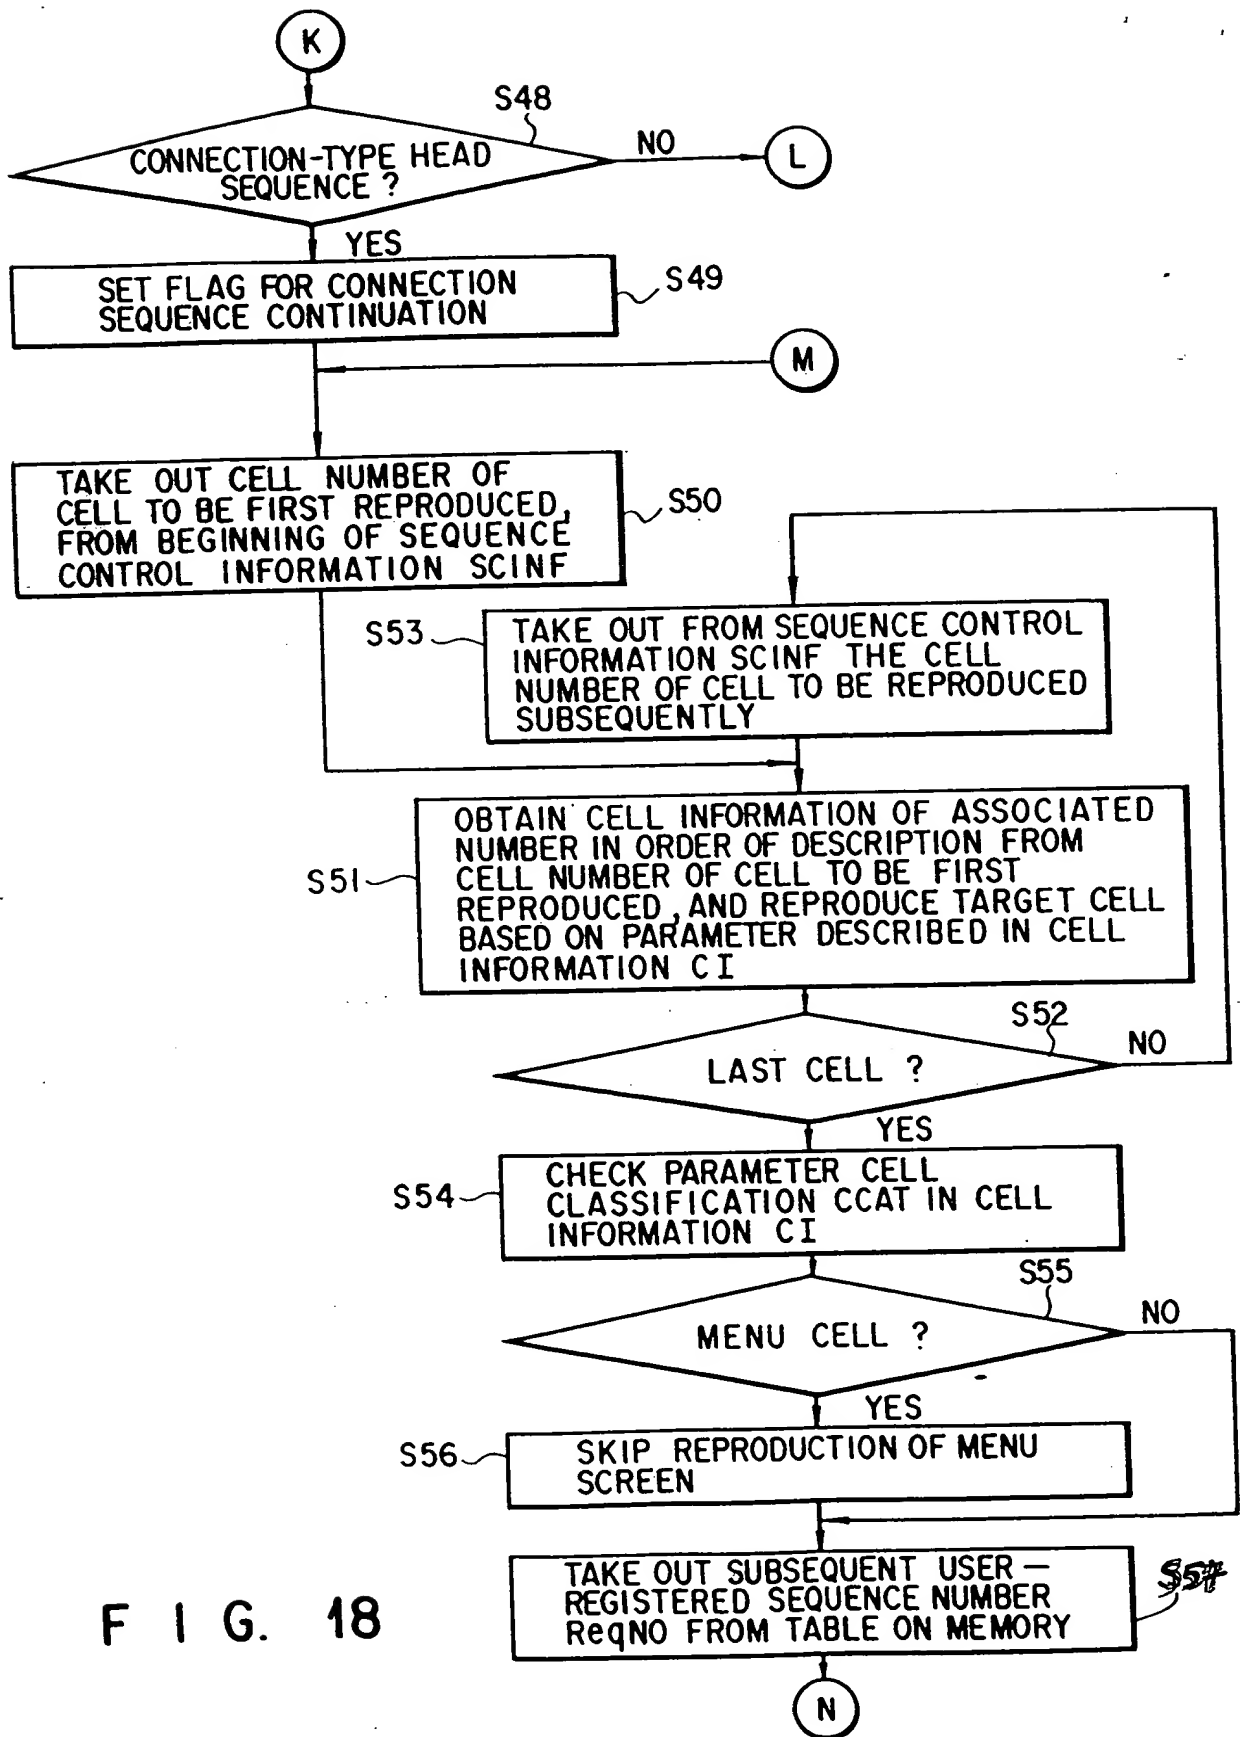 K
S48
CONNECTION-TYPE HEAD
SEQUENCE ?
NO
L
YES
SET FLAG FOR CONNECTION
SEQUENCE CONTINUATION
S49
M
TAKE OUT CELL NUMBER OF
CELL TO BE FIRST REPRODUCED,
FROM BEGINNING OF SEQUENCE
CONTROL INFORMATION SCINF
S50
S53
TAKE OUT FROM SEQUENCE CONTROL
INFORMATION SCINF THE CELL
NUMBER OF CELL TO BE REPRODUCED
SUBSEQUENTLY
S51
OBTAIN CELL INFORMATION OF ASSOCIATED
NUMBER IN ORDER OF DESCRIPTION FROM
CELL NUMBER OF CELL TO BE FIRST
REPRODUCED, AND REPRODUCE TARGET CELL
BASED ON PARAMETER DESCRIBED IN CELL
INFORMATION CI
S52
LAST CELL ?
NO
YES
S54
CHECK PARAMETER CELL
CLASSIFICATION CCAT IN CELL
INFORMATION CI
S55
MENU CELL ?
NO
YES
S56
SKIP REPRODUCTION OF MENU
SCREEN
TAKE OUT SUBSEQUENT USER-
REGISTERED SEQUENCE NUMBER
ReqNO FROM TABLE ON MEMORY
S57
N
FIG. 18